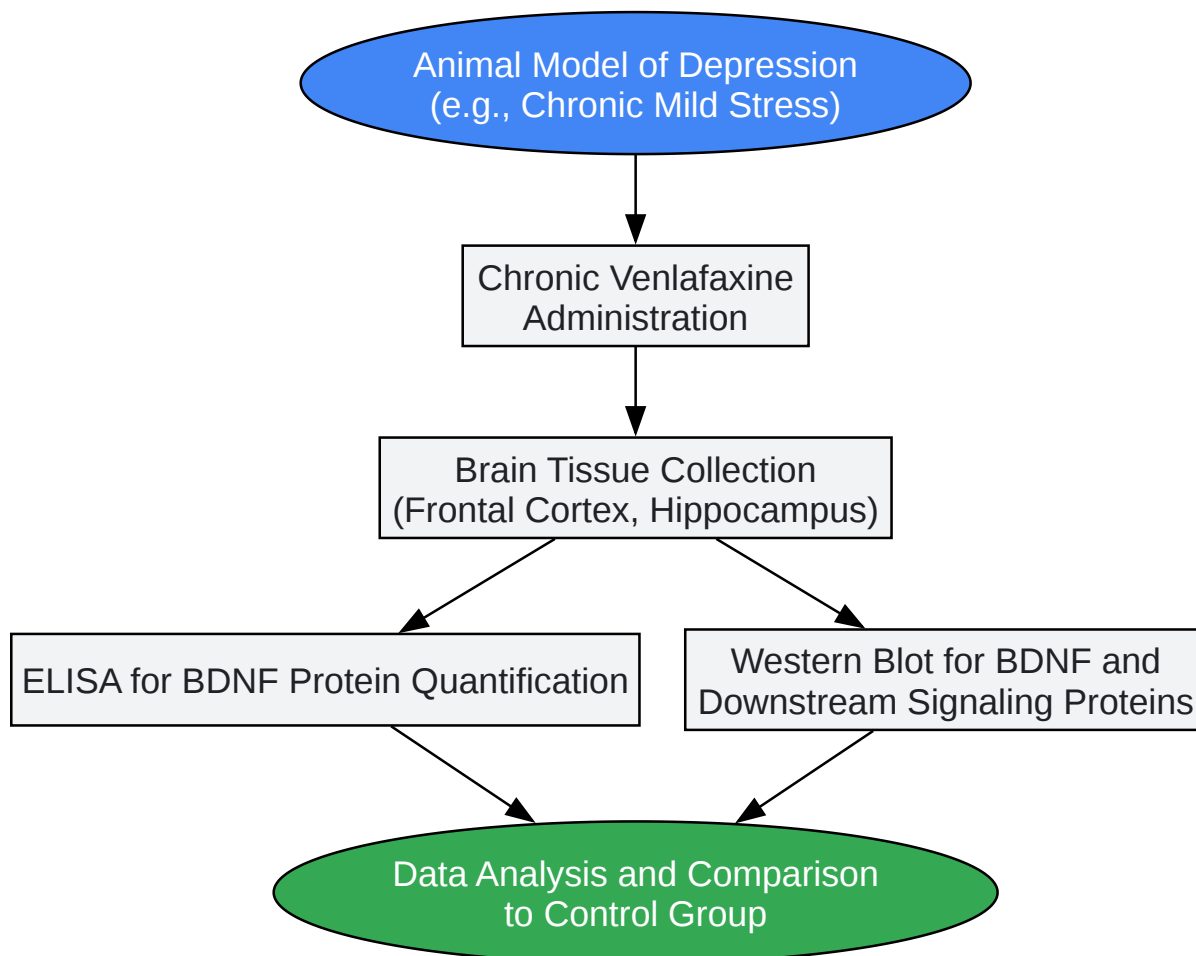 Animal Model of Depression
(e.g., Chronic Mild Stress)
Chronic Venlafaxine
Administration
Brain Tissue Collection
(Frontal Cortex, Hippocampus)
ELISA for BDNF Protein Quantification
Western Blot for BDNF and
Downstream Signaling Proteins
Data Analysis and Comparison
to Control Group